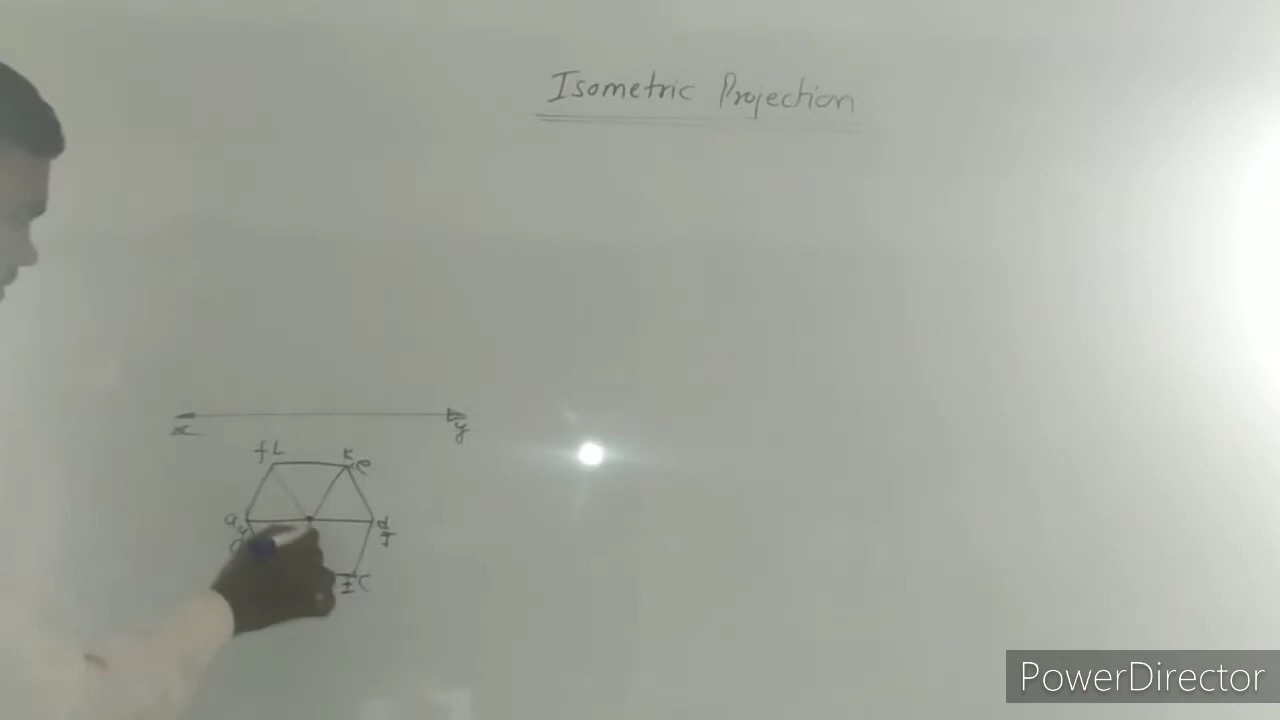 Isometric Projection
x y
f L K e
a d
J
I C
PowerDirector